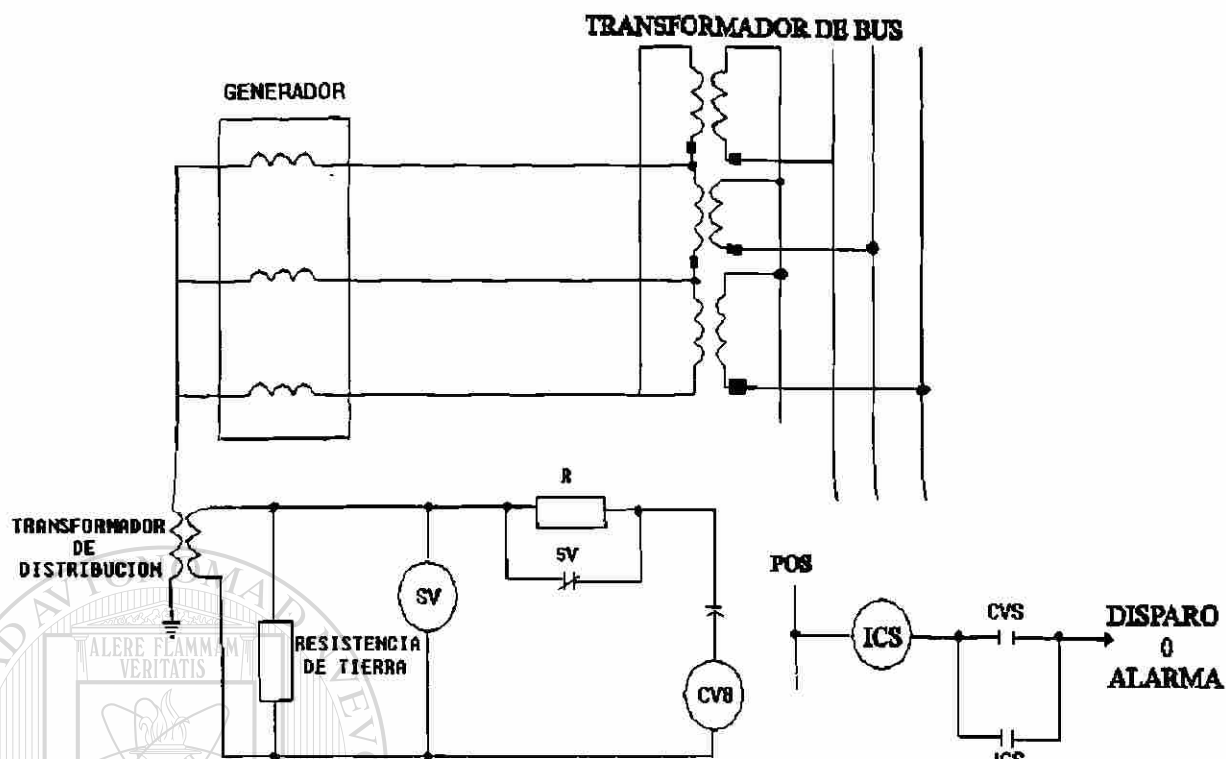 TRANSFORMADOR DE BUS
GENERADOR
TRANSFORMADOR
DE
DISTRIBUCION
RESISTENCIA
DE TIERRA
SV
R
SV
CV8
POS
ICS
CVS
ICS
DISPARO
O
ALARMA
ALERE FLAMMAM
VERITATIS